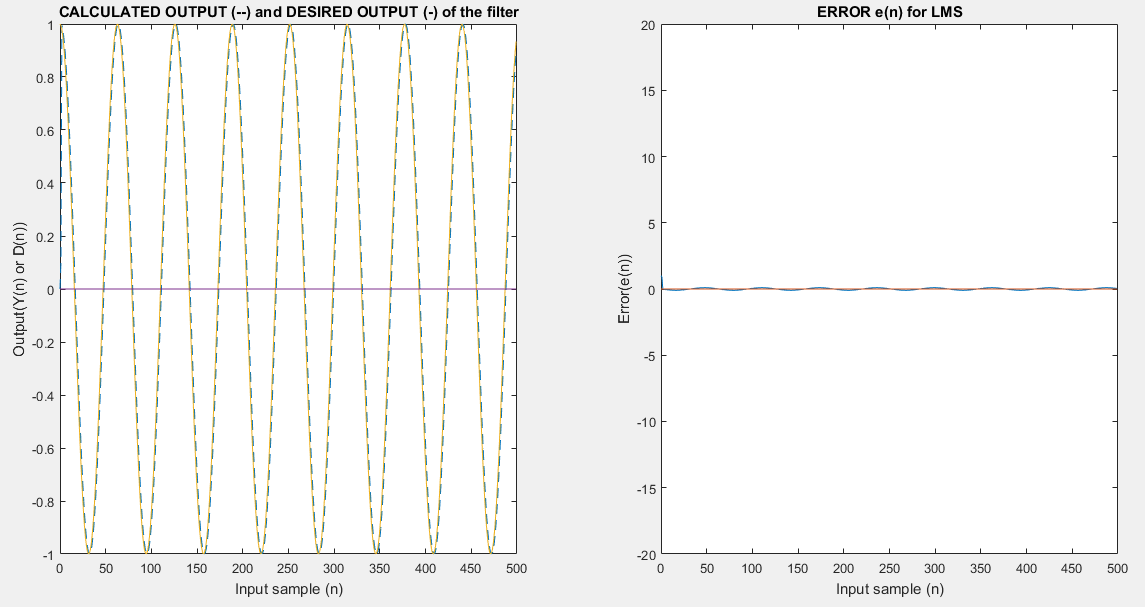 CALCULATED OUTPUT (--) and DESIRED OUTPUT (-) of the filter
1
0.8
0.6
0.4
0.2
0
-0.2
-0.4
-0.6
-0.8
-1
Output(Y(n) or D(n))
0 50 100 150 200 250 300 350 400 450 500
Input sample (n)
ERROR e(n) for LMS
20
15
10
5
0
-5
-10
-15
-20
Error(e(n))
0 50 100 150 200 250 300 350 400 450 500
Input sample (n)